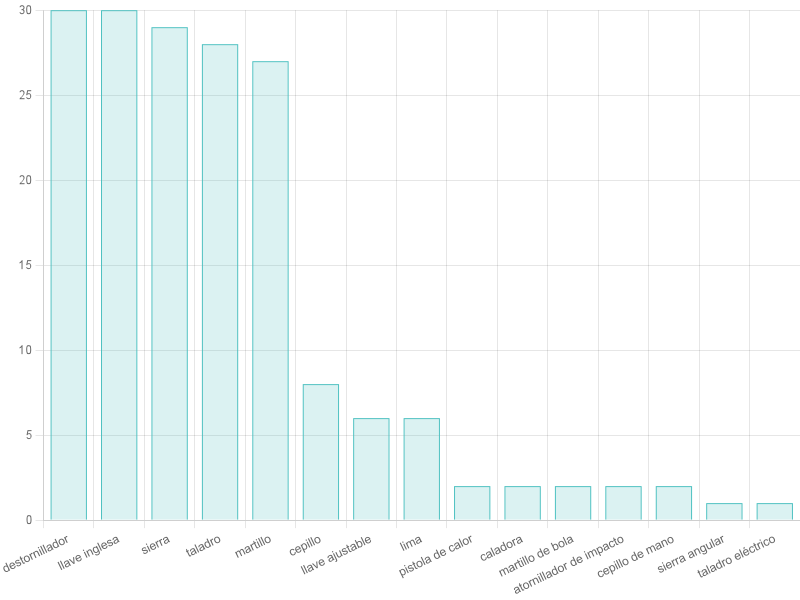 30
25
20
15
10
5
0
destornillador
llave inglesa
sierra
taladro
martillo
cepillo
llave ajustable
lima
pistola de calor
caladora
martillo de bola
atornillador de impacto
cepillo de mano
sierra angular
taladro eléctrico